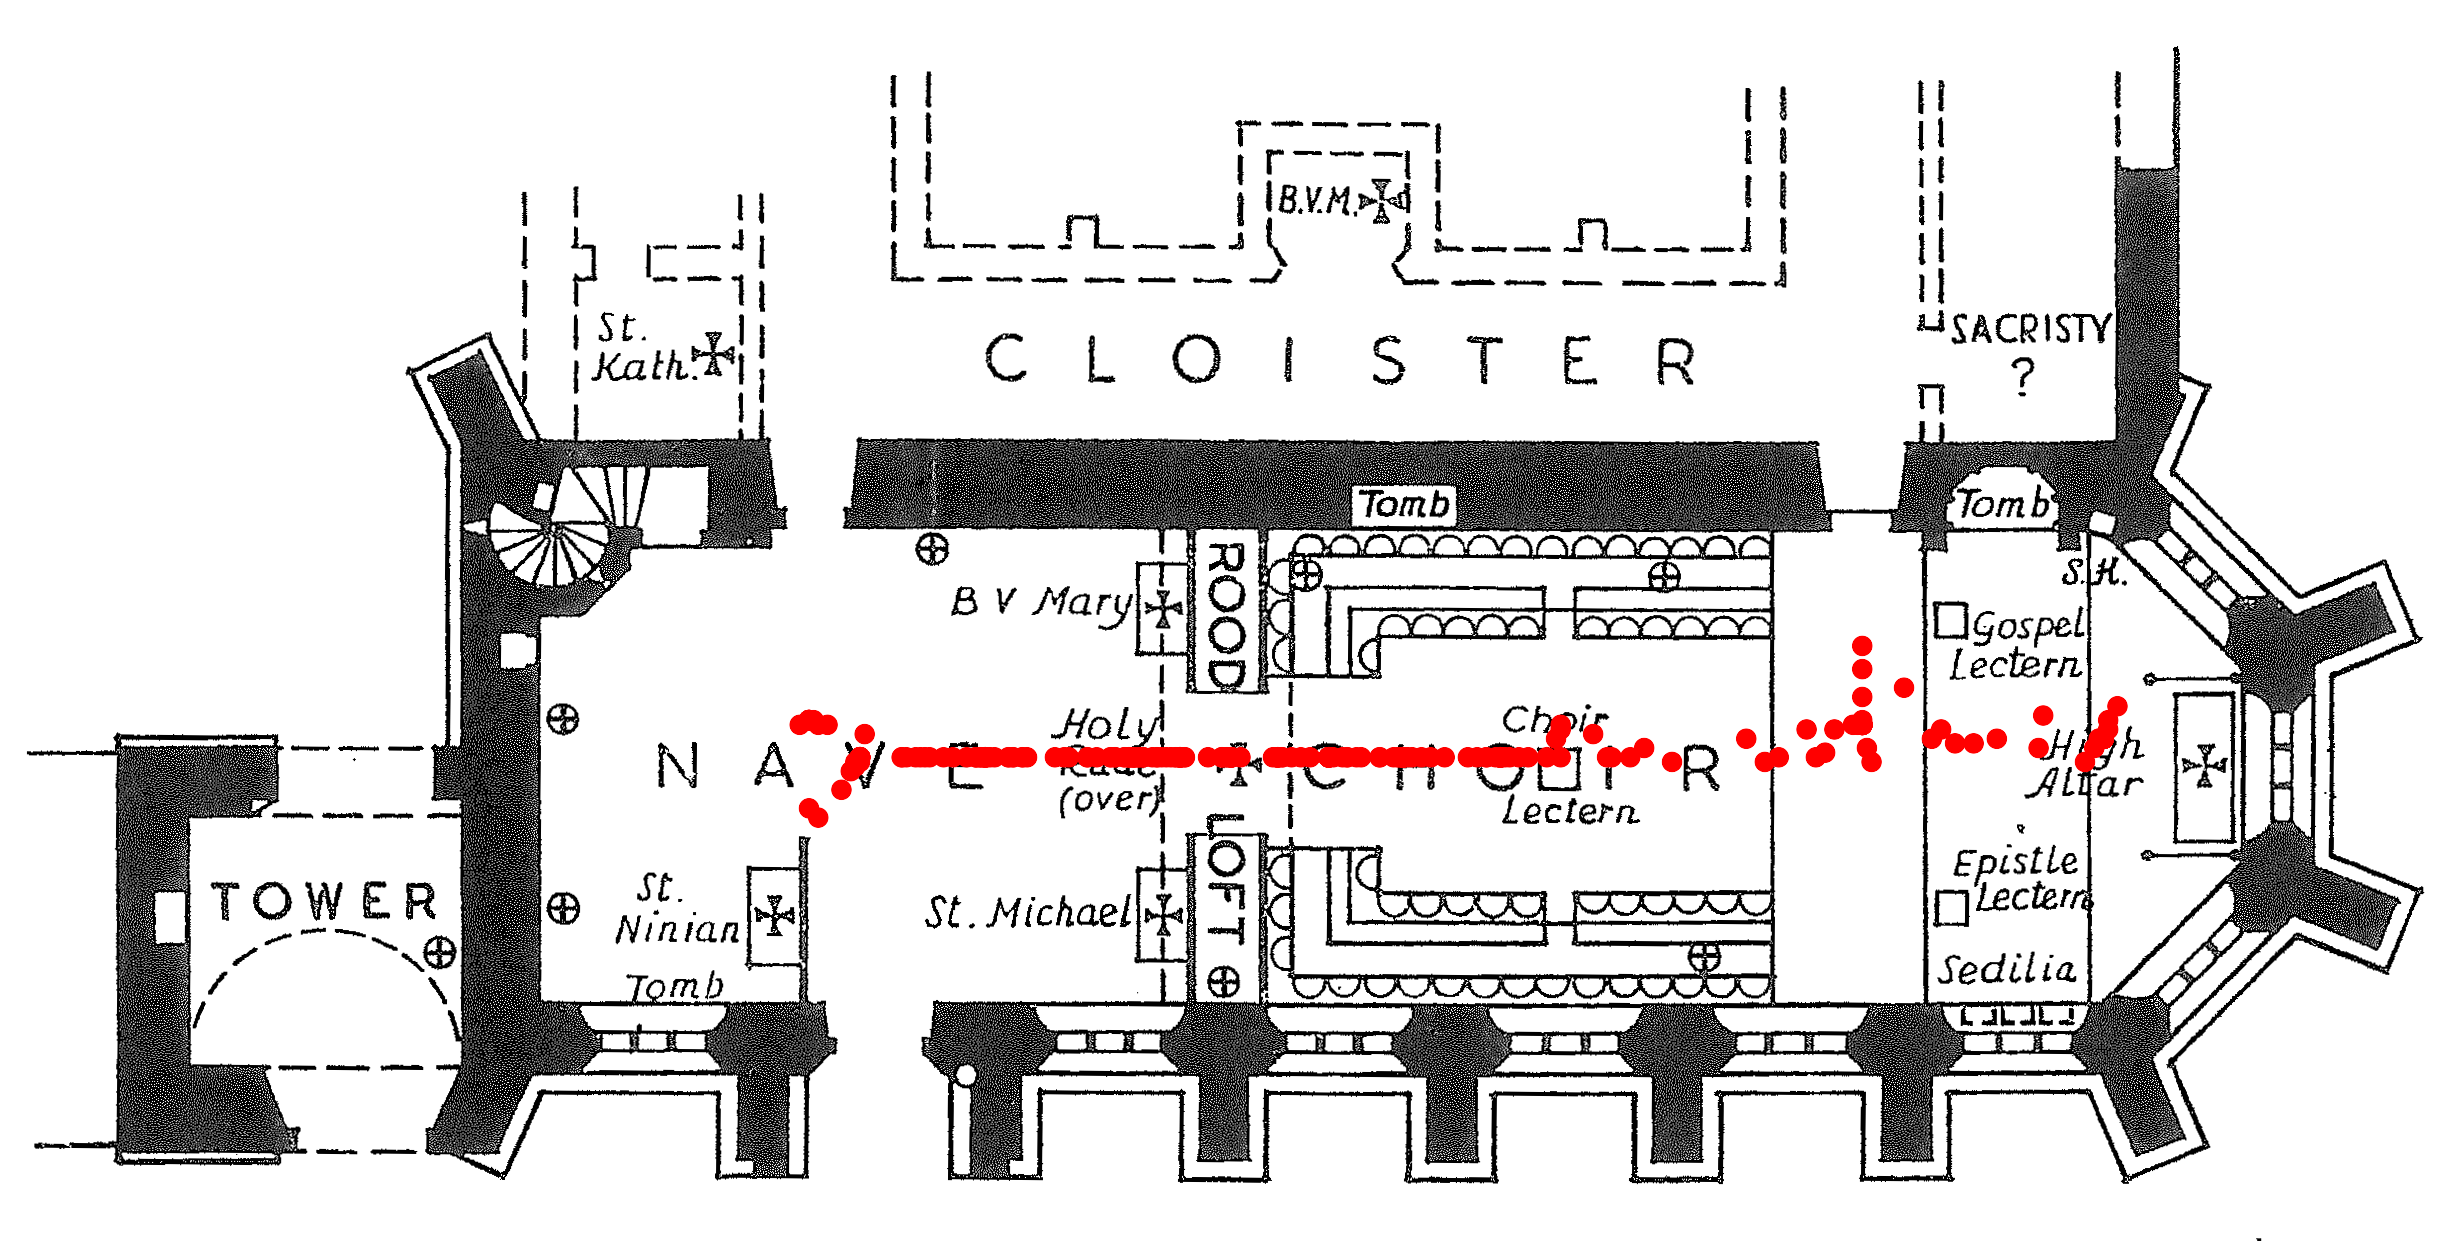 B.V.M.
St.
Kath.
CLOISTER
SACRISTY
?
Tomb
Tomb
ROOD
B V Mary
S.H.
Gospel
Lectern
Holy
Rude
(over)
NAVE
CHOIR
Choir
Lectern
High
Altar
LOFT
TOWER
St.
Ninian
St. Michael
Epistle
Lectern
Tomb
Sedilia